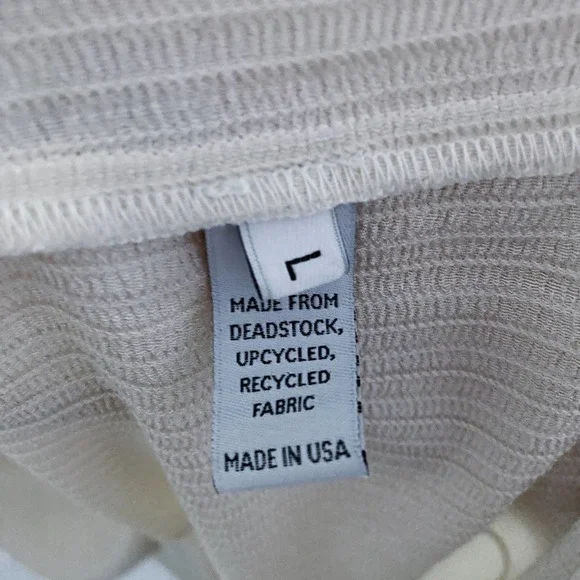 L
MADE FROM
DEADSTOCK,
UPCYCLED,
RECYCLED
FABRIC
MADE IN USA